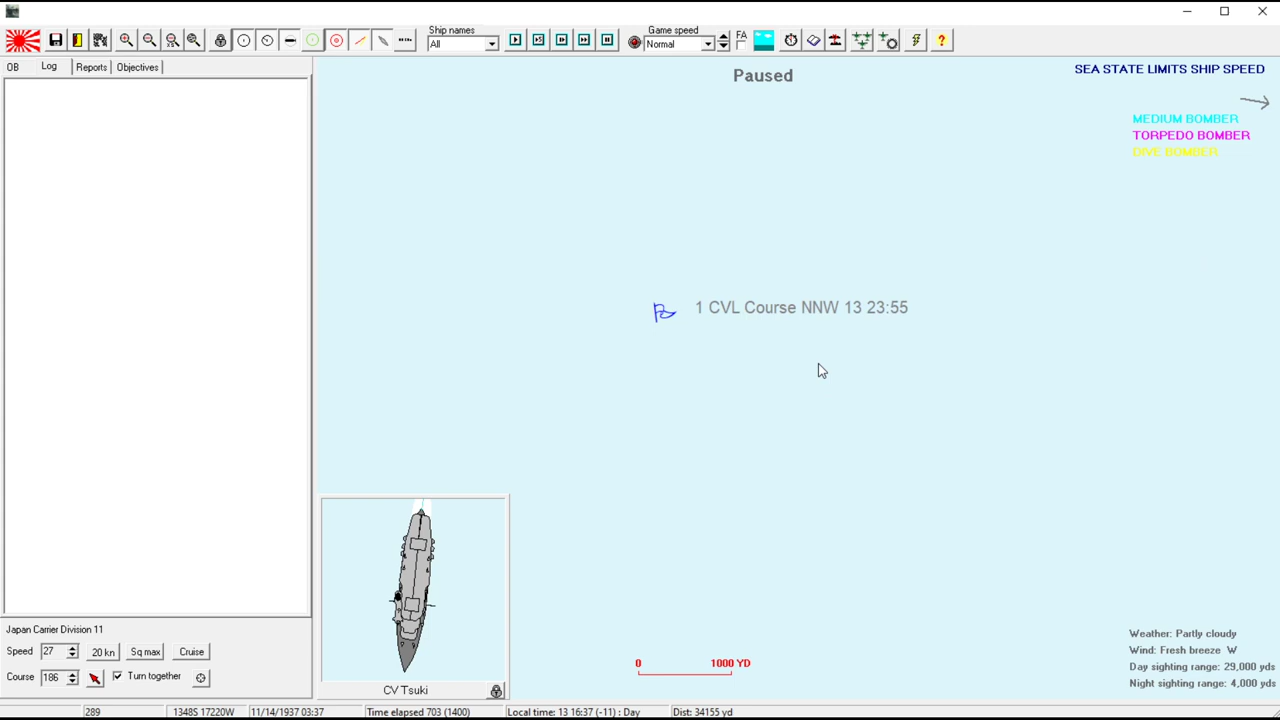 Ship names
All
Game speed
Normal
FA
OB Log Reports Objectives
Paused
SEA STATE LIMITS SHIP SPEED
MEDIUM BOMBER
TORPEDO BOMBER
DIVE BOMBER
1 CVL Course NNW 13 23:55
Japan Carrier Division 11
Speed 27 20 kn Sq max Cruise
Course 186 Turn together
CV Tsuki
0 1000 YD
Weather: Partly cloudy
Wind: Fresh breeze W
Day sighting range: 29,000 yds
Night sighting range: 4,000 yds
289 1348S 17220W 11/14/1937 03:37 Time elapsed 703 (1400) Local time: 13 16:37 (-11) : Day Dist: 34155 yd